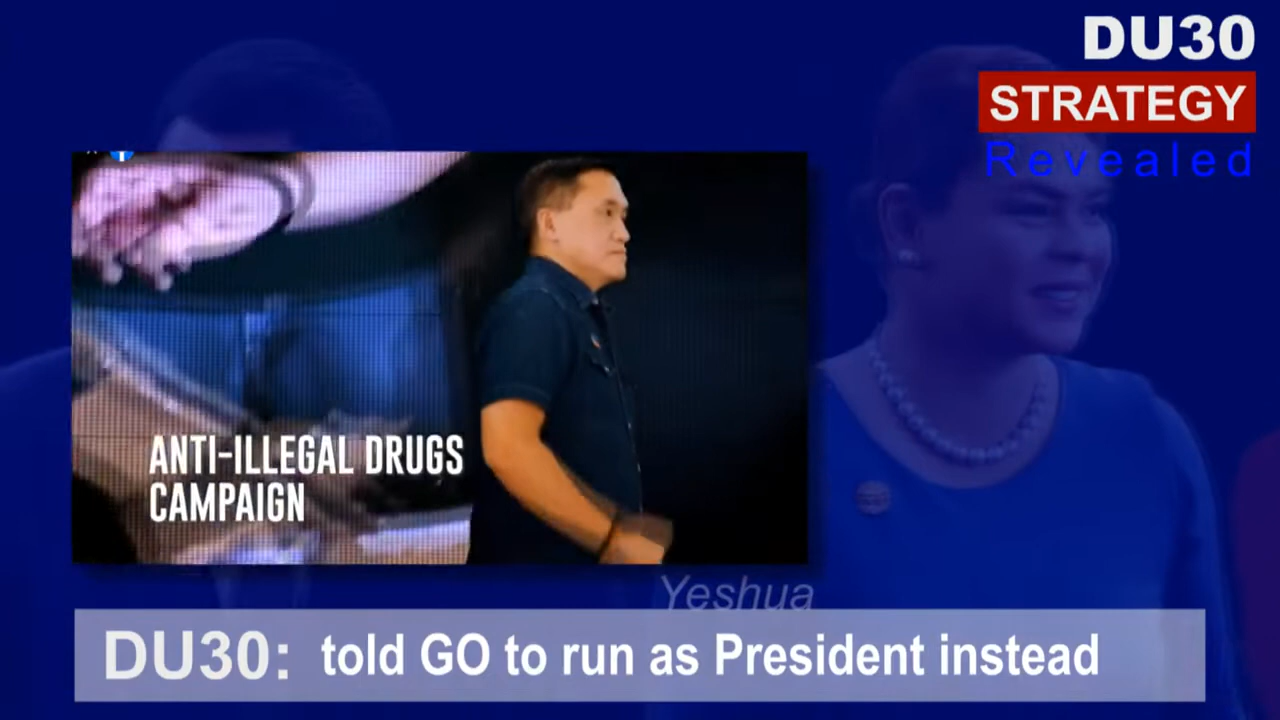 DU30
STRATEGY
Revealed
ANTI-ILLEGAL DRUGS
CAMPAIGN
Yeshua
DU30: told GO to run as President instead